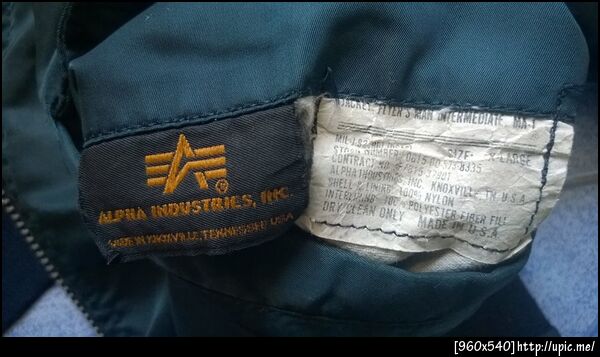 ALPHA INDUSTRIES, INC.
MADE IN KNOXVILLE, TENNESSEE USA
JACKET, FLYER'S MAN INTERMEDIATE MA-1
SIZE: X-LARGE
STOCK NUMBER
CONTRACT NO.
ALPHA INDUSTRIES, INC. KNOXVILLE, TN U.S.A
SHELL & LINING: 100% NYLON
INTERLINING: 100% POLYESTER FIBER FILL
DRY CLEAN ONLY MADE IN U.S.A.
[960x540]http://upic.me/